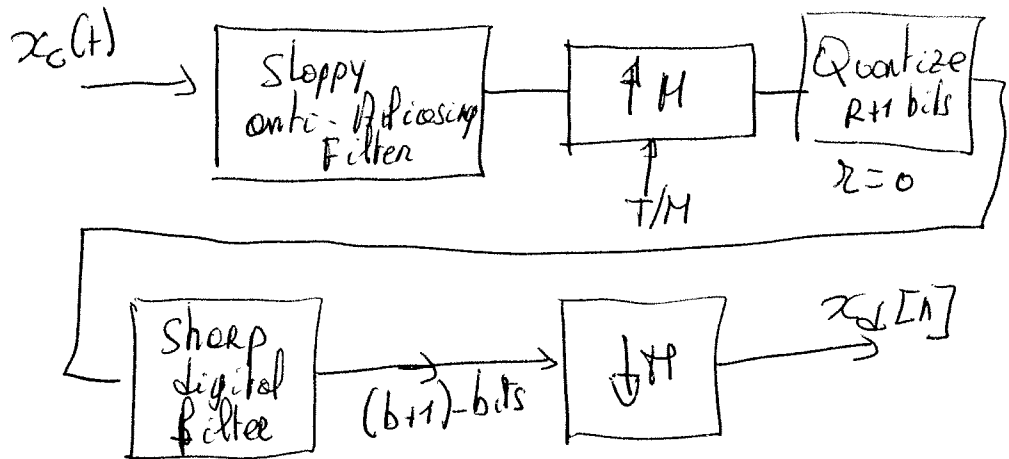 x_c(t)
Sloppy
anti-Aliasing
Filter
↑ M
T/M
Quantize
R+1 bits
r = 0
Sharp
digital
filter
(b+1)-bits
↓ M
x_d[n]